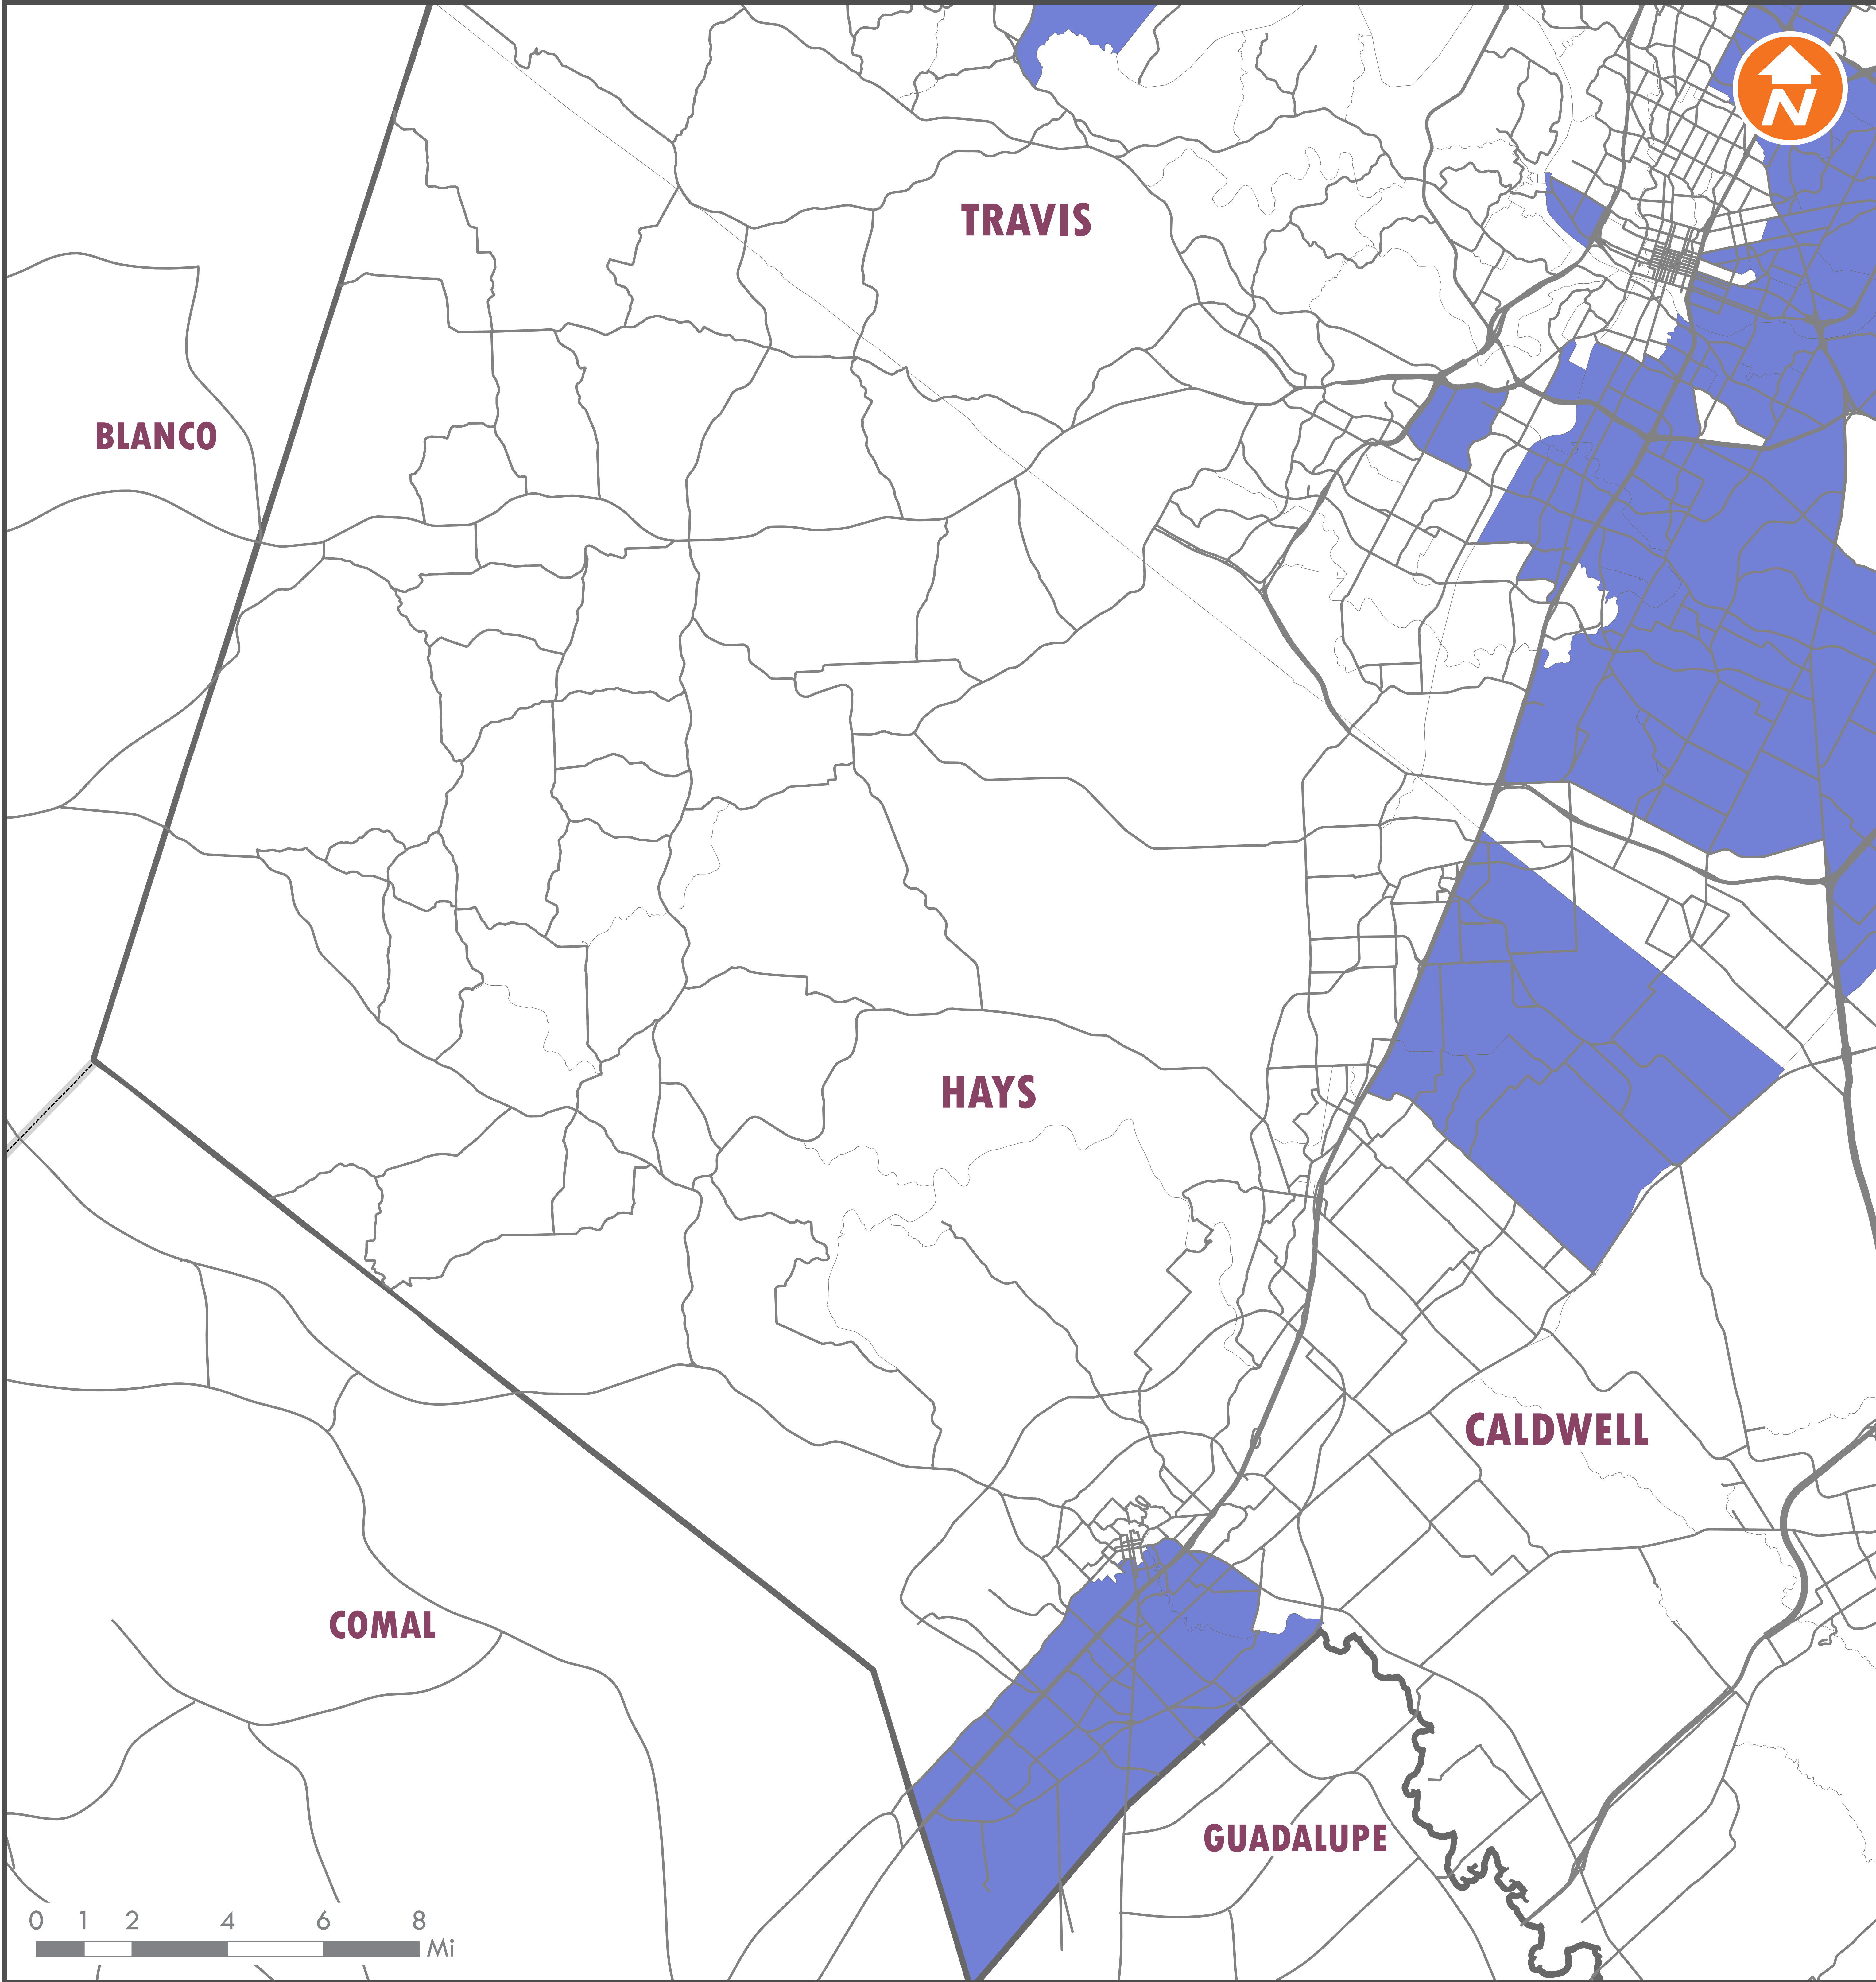 N
TRAVIS
BLANCO
HAYS
CALDWELL
COMAL
GUADALUPE
0 1 2 4 6 8
Mi